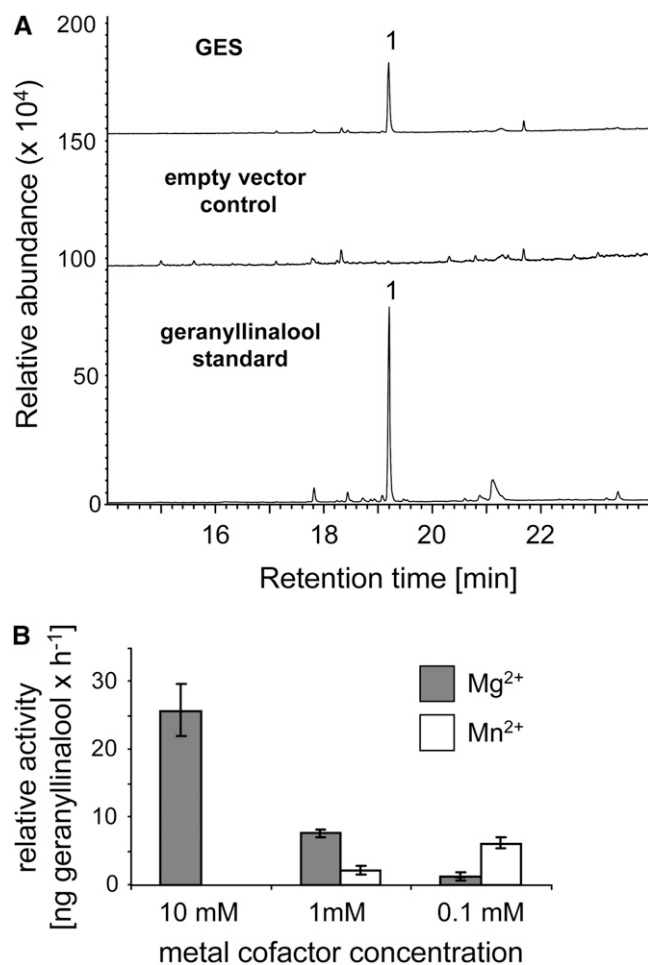 A
200
150
100
50
0
Relative abundance (x 10⁴)
GES
1
empty vector
control
geranyllinalool
standard
1
16
18
20
22
Retention time [min]
B
relative activity
[ng geranyllinalool x h⁻¹]
30
20
10
0
Mg²⁺
Mn²⁺
10 mM
1mM
0.1 mM
metal cofactor concentration